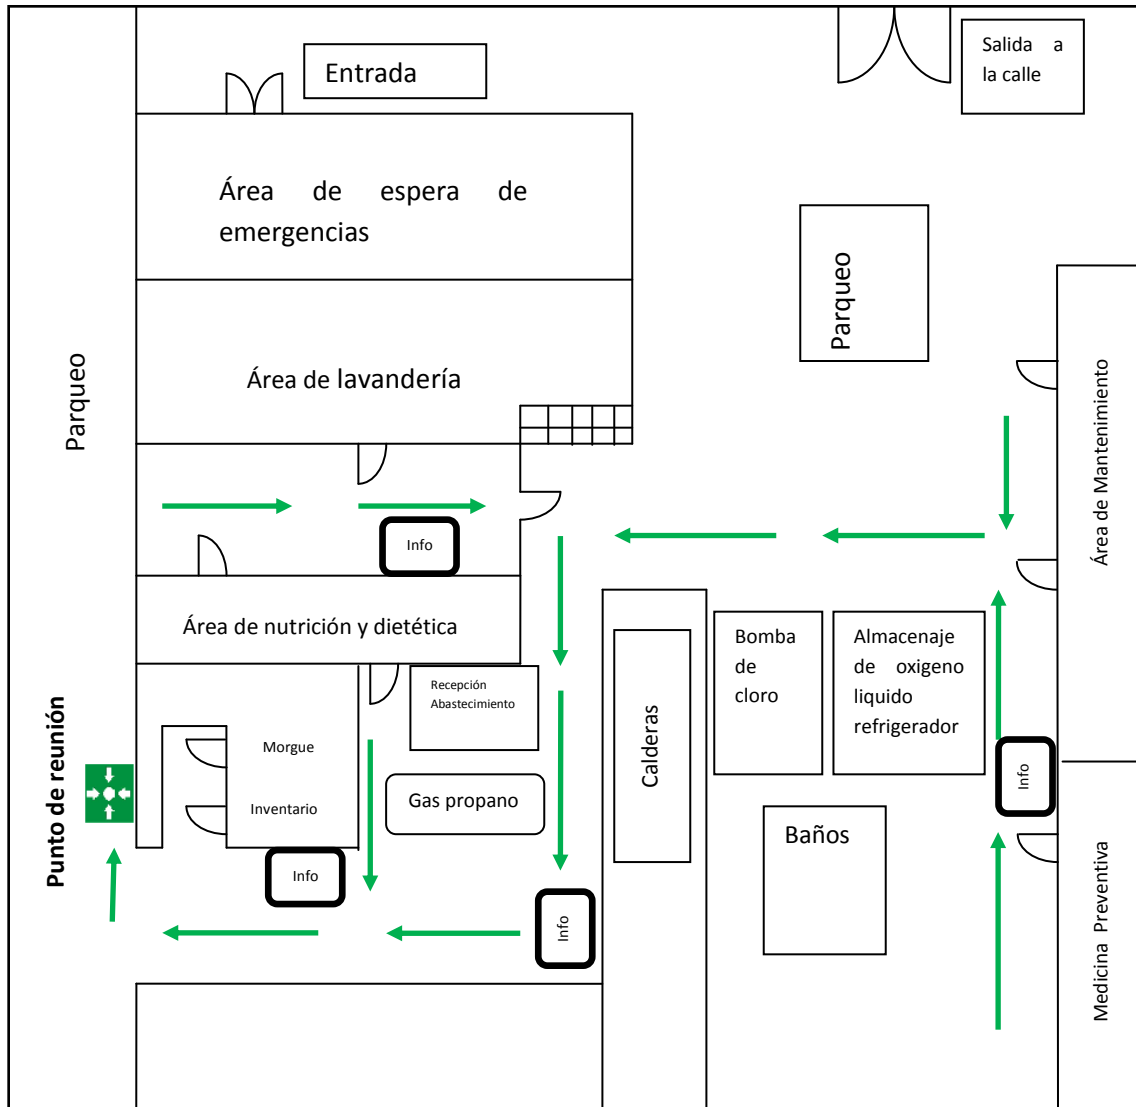 Entrada
Salida a
la calle
Área de espera de
emergencias
Parqueo
Parqueo
Área de lavandería
Área de Mantenimiento
Info
Área de nutrición y dietética
Bomba
de
cloro
Almacenaje
de oxigeno
liquido
refrigerador
Recepción
Abastecimiento
Calderas
Punto de reunión
Morgue
Inventario
Gas propano
Info
Baños
Info
Info
Medicina Preventiva